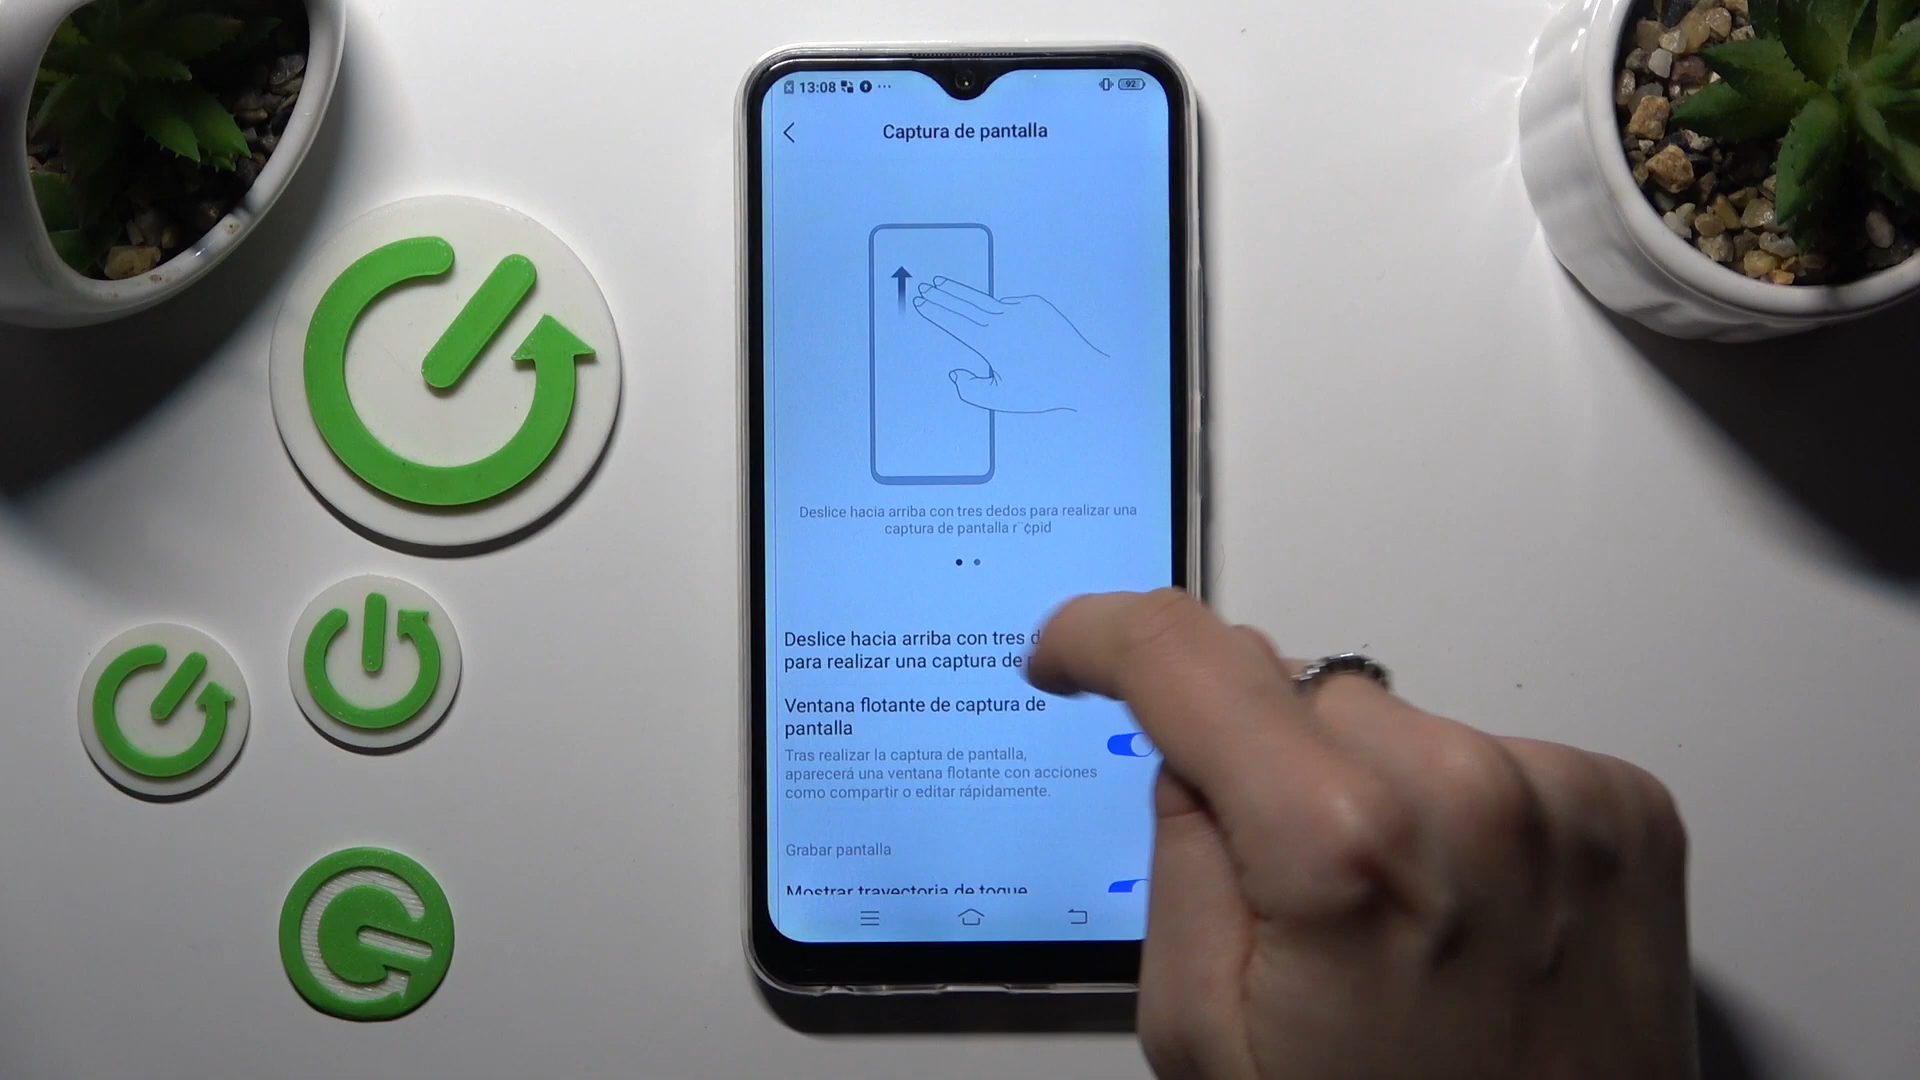 13:08
92
Captura de pantalla
Deslice hacia arriba con tres dedos para realizar una
captura de pantalla r¨¢pid
Deslice hacia arriba con tres
para realizar una captura de
Ventana flotante de captura de
pantalla
Tras realizar la captura de pantalla,
aparecerá una ventana flotante con acciones
como compartir o editar rápidamente.
Grabar pantalla
Mostrar trayectoria de toque